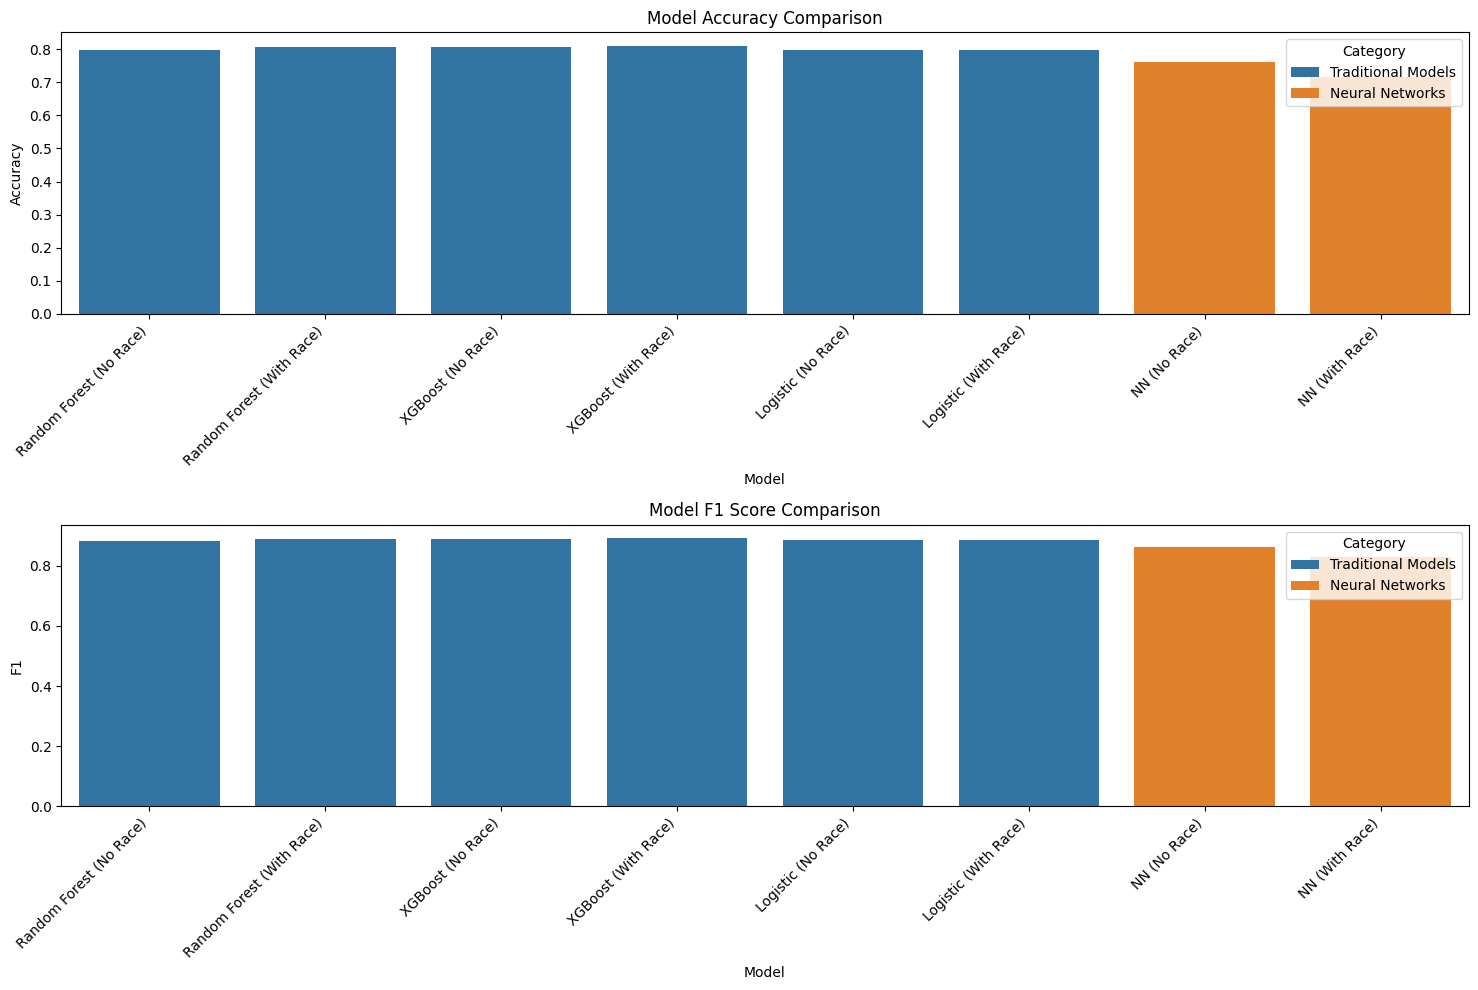 Model Accuracy Comparison
Category
Traditional Models
Neural Networks
Accuracy
0.8
0.7
0.6
0.5
0.4
0.3
0.2
0.1
0.0
Random Forest (No Race)
Random Forest (With Race)
XGBoost (No Race)
XGBoost (With Race)
Logistic (No Race)
Logistic (With Race)
NN (No Race)
NN (With Race)
Model
Model F1 Score Comparison
Category
Traditional Models
Neural Networks
F1
0.8
0.6
0.4
0.2
0.0
Random Forest (No Race)
Random Forest (With Race)
XGBoost (No Race)
XGBoost (With Race)
Logistic (No Race)
Logistic (With Race)
NN (No Race)
NN (With Race)
Model